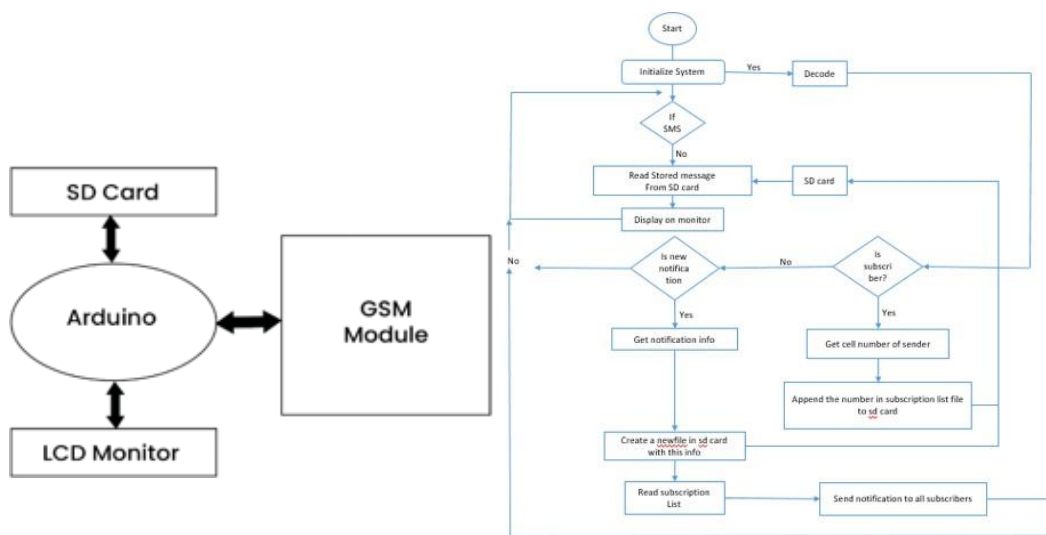 SD Card
Arduino
GSM
Module
LCD Monitor
Start
Initialize System
Yes
Decode
If
SMS
No
Read Stored message
From SD card
SD card
Display on monitor
No
Is new
notifica
tion
No
Is
subscri
ber?
Yes
Yes
Get notification info
Get cell number of sender
Append the number in subscription list file
to sd card
Create a newfile in sd card
with this info
Read subscription
List
Send notification to all subscribers